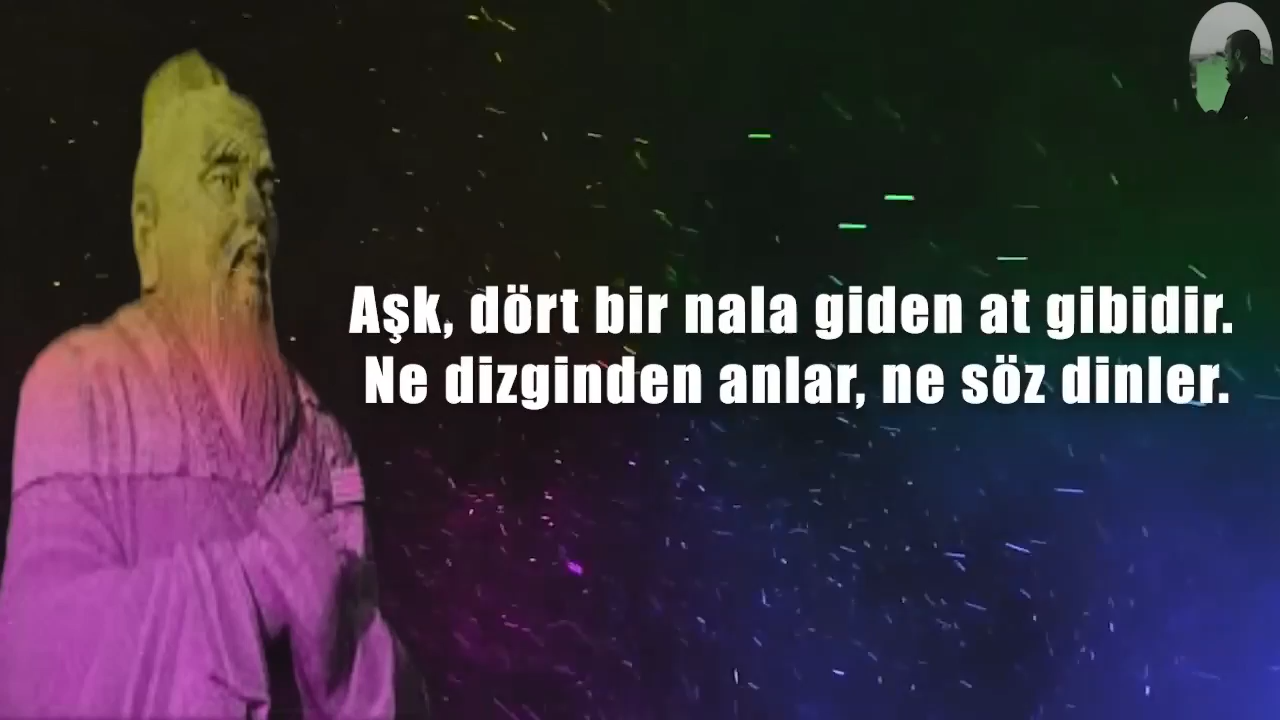 Aşk, dört bir nala giden at gibidir.
Ne dizginden anlar, ne söz dinler.